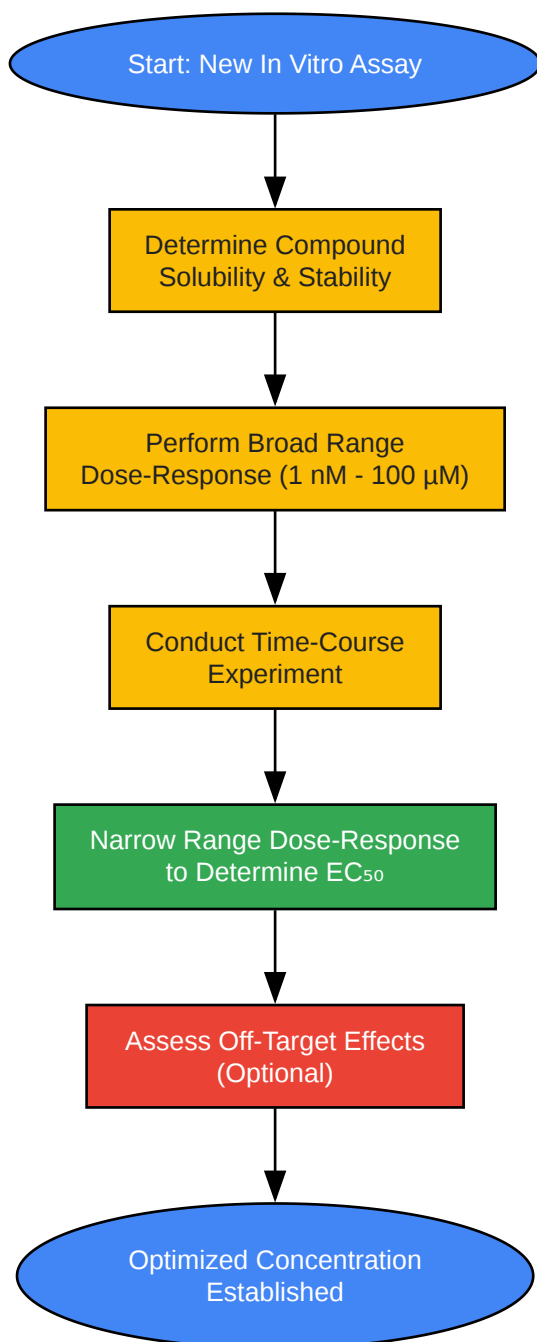 Start: New In Vitro Assay
Determine Compound
Solubility & Stability
Perform Broad Range
Dose-Response (1 nM - 100 µM)
Conduct Time-Course
Experiment
Narrow Range Dose-Response
to Determine EC₅₀
Assess Off-Target Effects
(Optional)
Optimized Concentration
Established